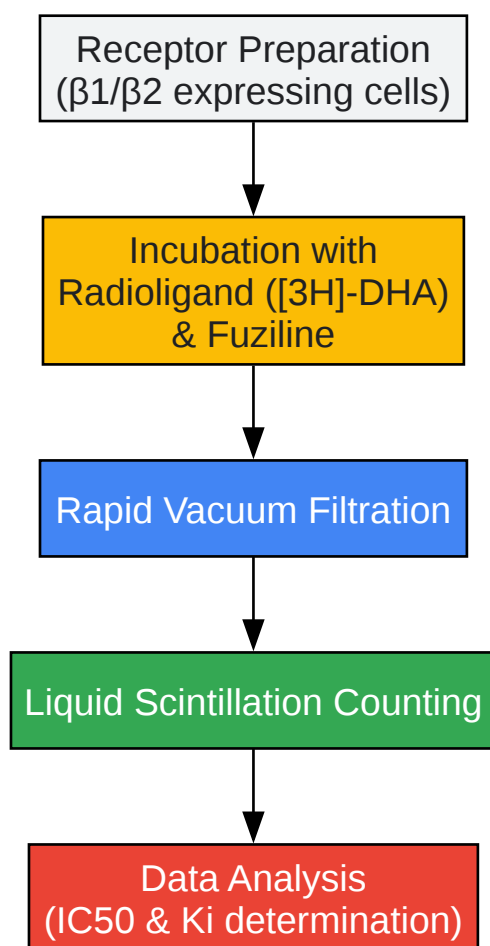 Receptor Preparation
(β1/β2 expressing cells)
Incubation with
Radioligand ([3H]-DHA)
& Fuziline
Rapid Vacuum Filtration
Liquid Scintillation Counting
Data Analysis
(IC50 & Ki determination)